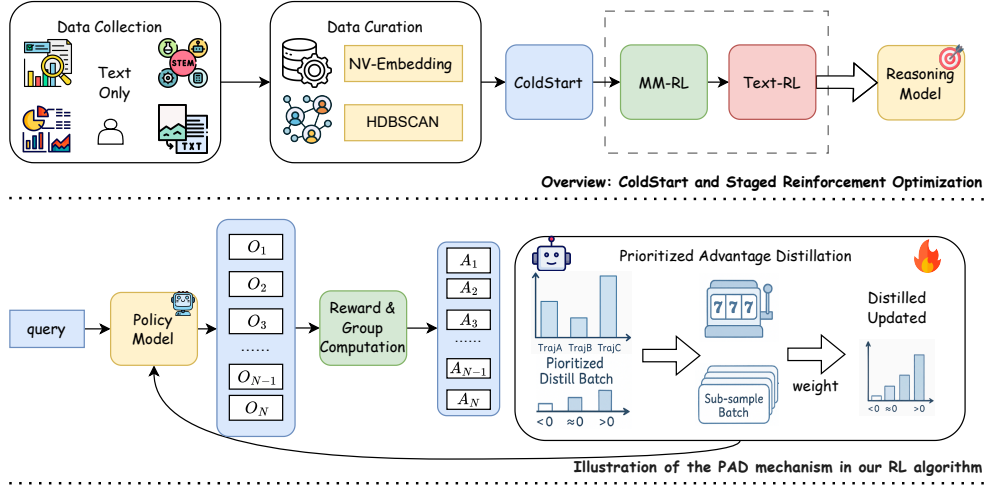 Data Collection
Text
Only
STEM
TXT
Data Curation
NV-Embedding
HDBSCAN
ColdStart
MM-RL
Text-RL
Reasoning
Model
Overview: ColdStart and Staged Reinforcement Optimization
query
Policy
Model
O1
O2
O3
......
ON−1
ON
Reward &
Group
Computation
A1
A2
A3
......
AN−1
AN
Prioritized Advantage Distillation
TrajA TrajB TrajC
Pioritized
Distill Batch
<0 ≈0 >0
777
Sub-sample
Batch
weight
Distilled
Updated
<0 ≈0 >0
Illustration of the PAD mechanism in our RL algorithm